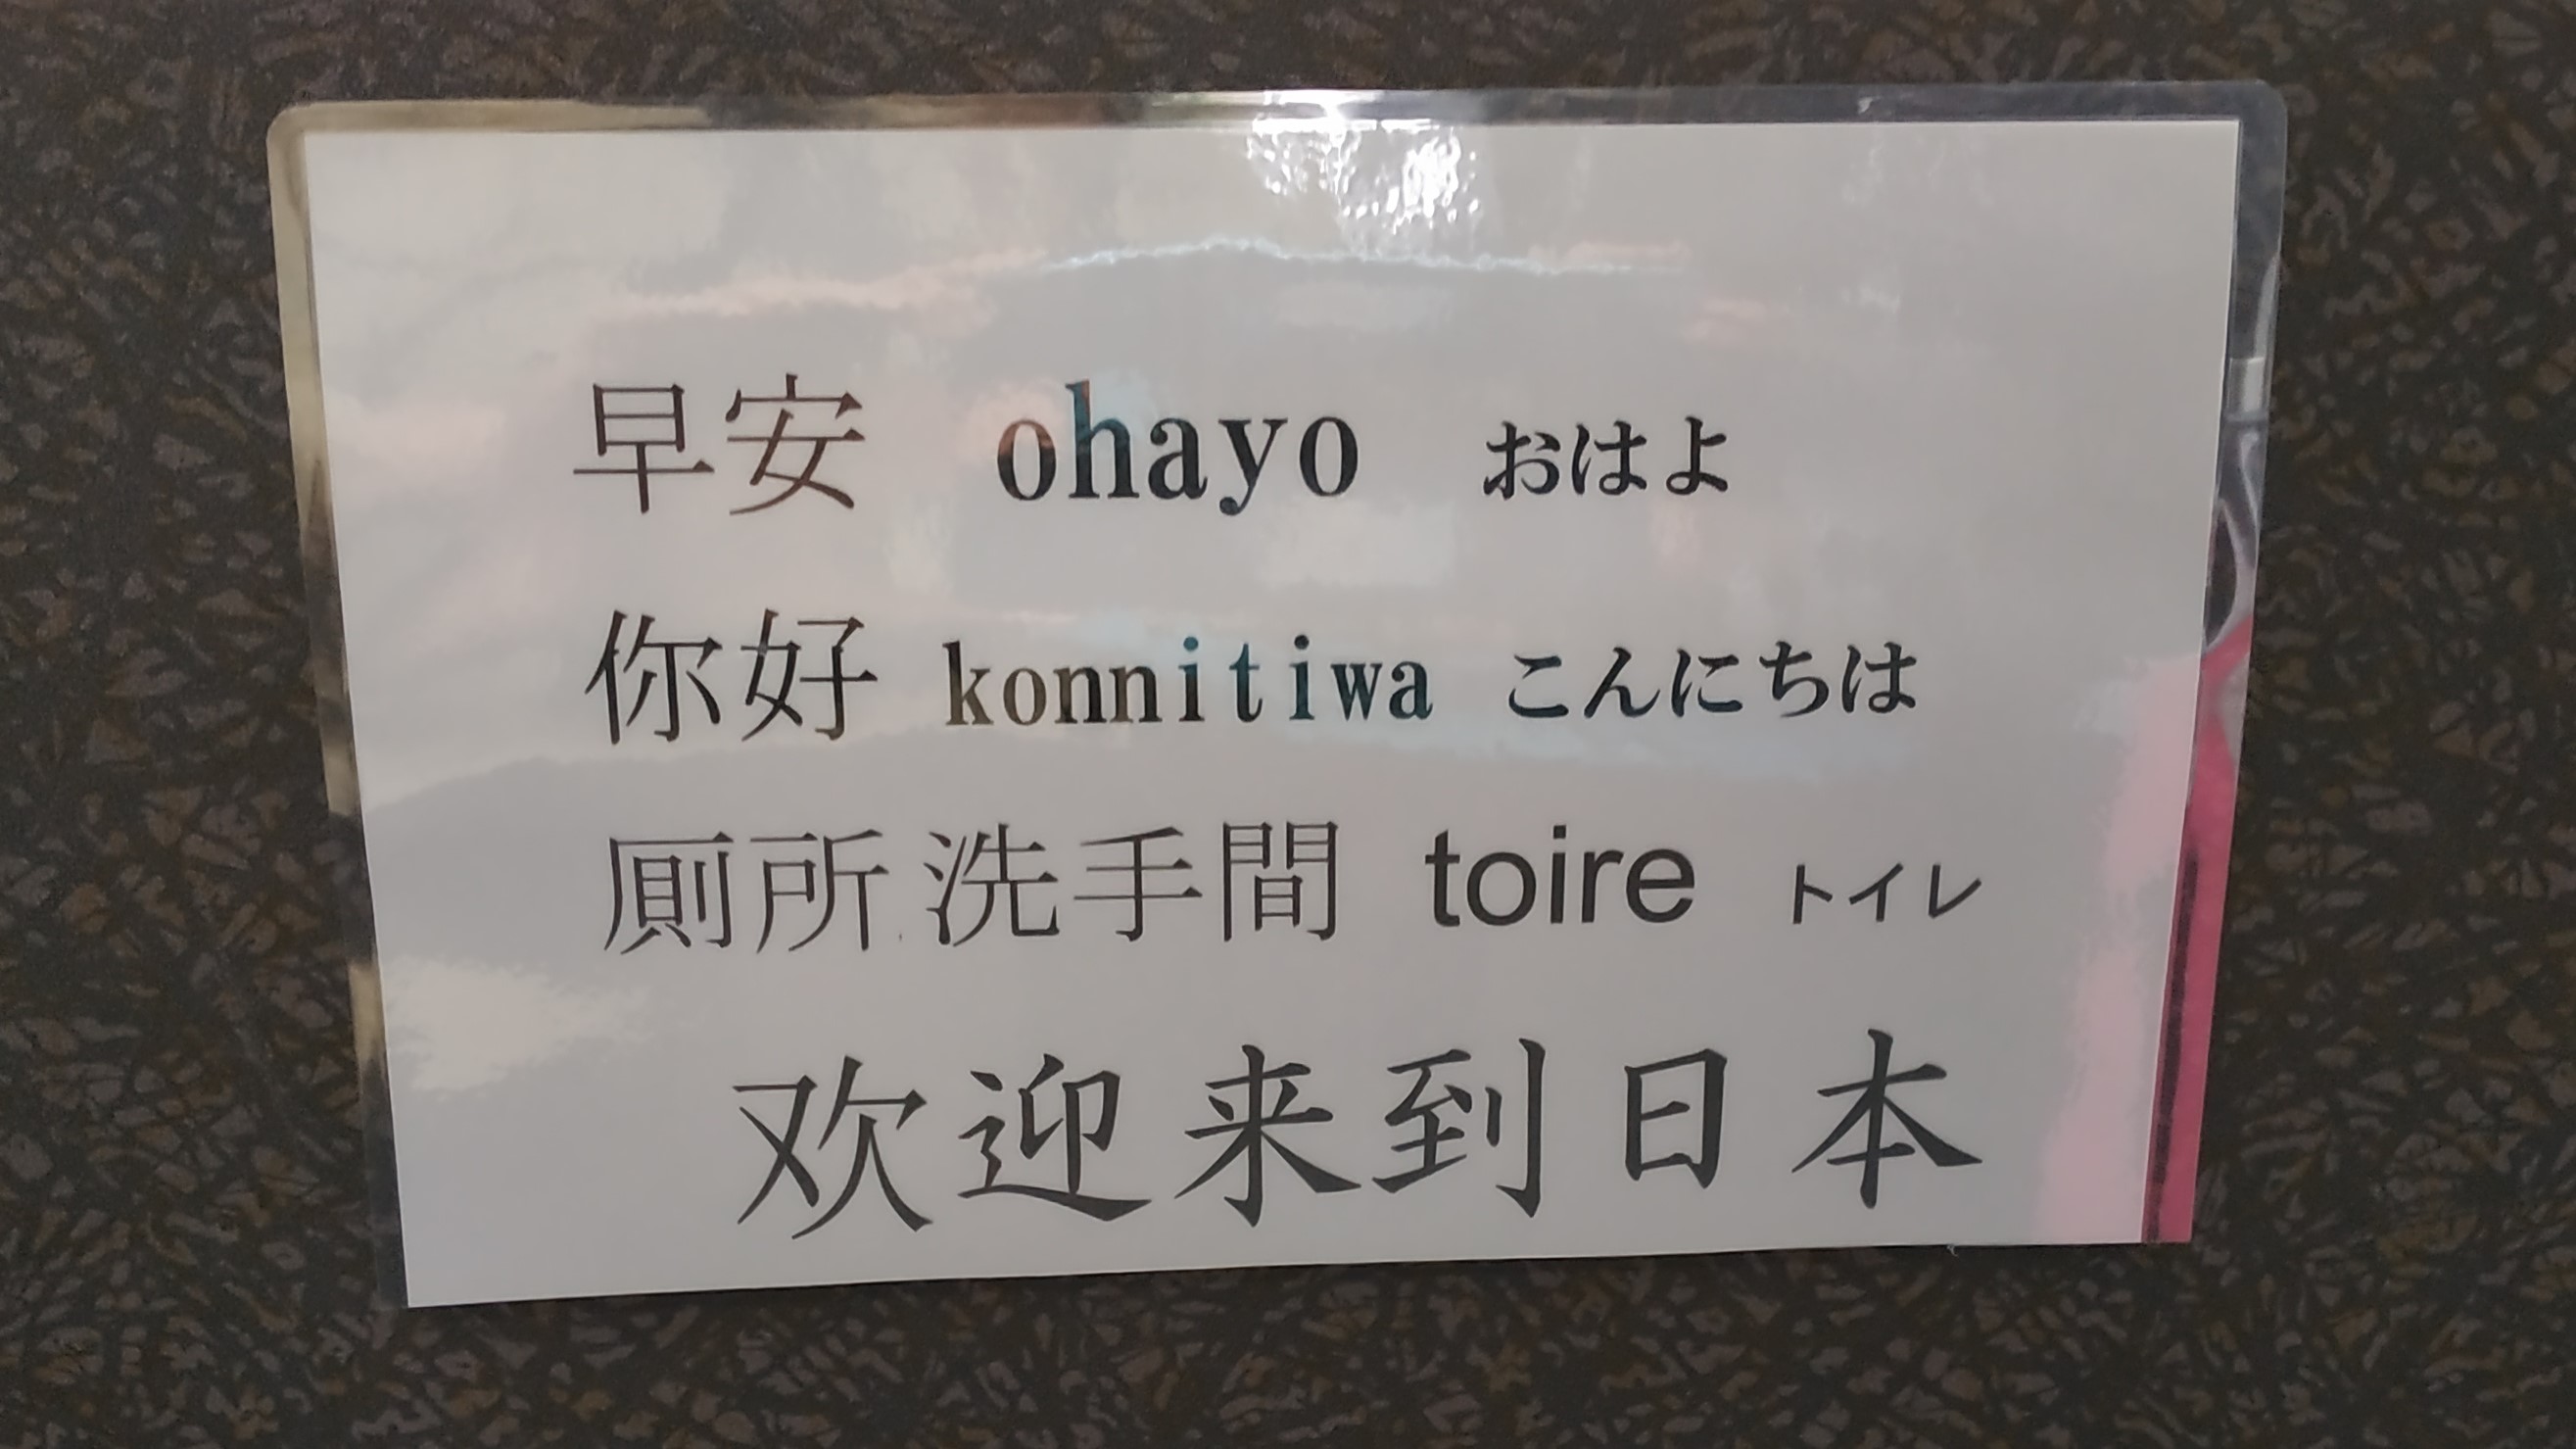 早安 ohayo おはよ
你好 konnitiwa こんにちは
厠所 洗手間 toire トイレ
欢迎来到日本